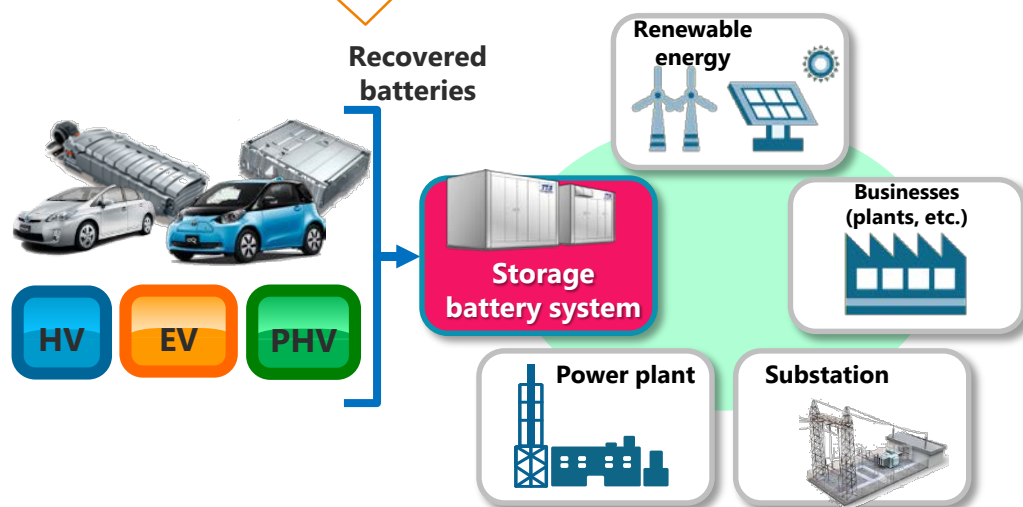 Recovered
batteries
HV
EV
PHV
Storage
battery system
Renewable
energy
Businesses
(plants, etc.)
Power plant
Substation